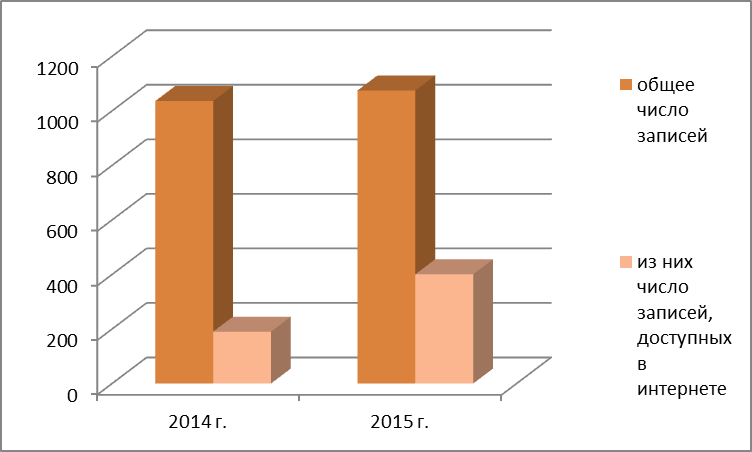 1200
1000
800
600
400
200
0
2014 г.
2015 г.
общее
число
записей
из них
число
записей,
доступных
в
интернете